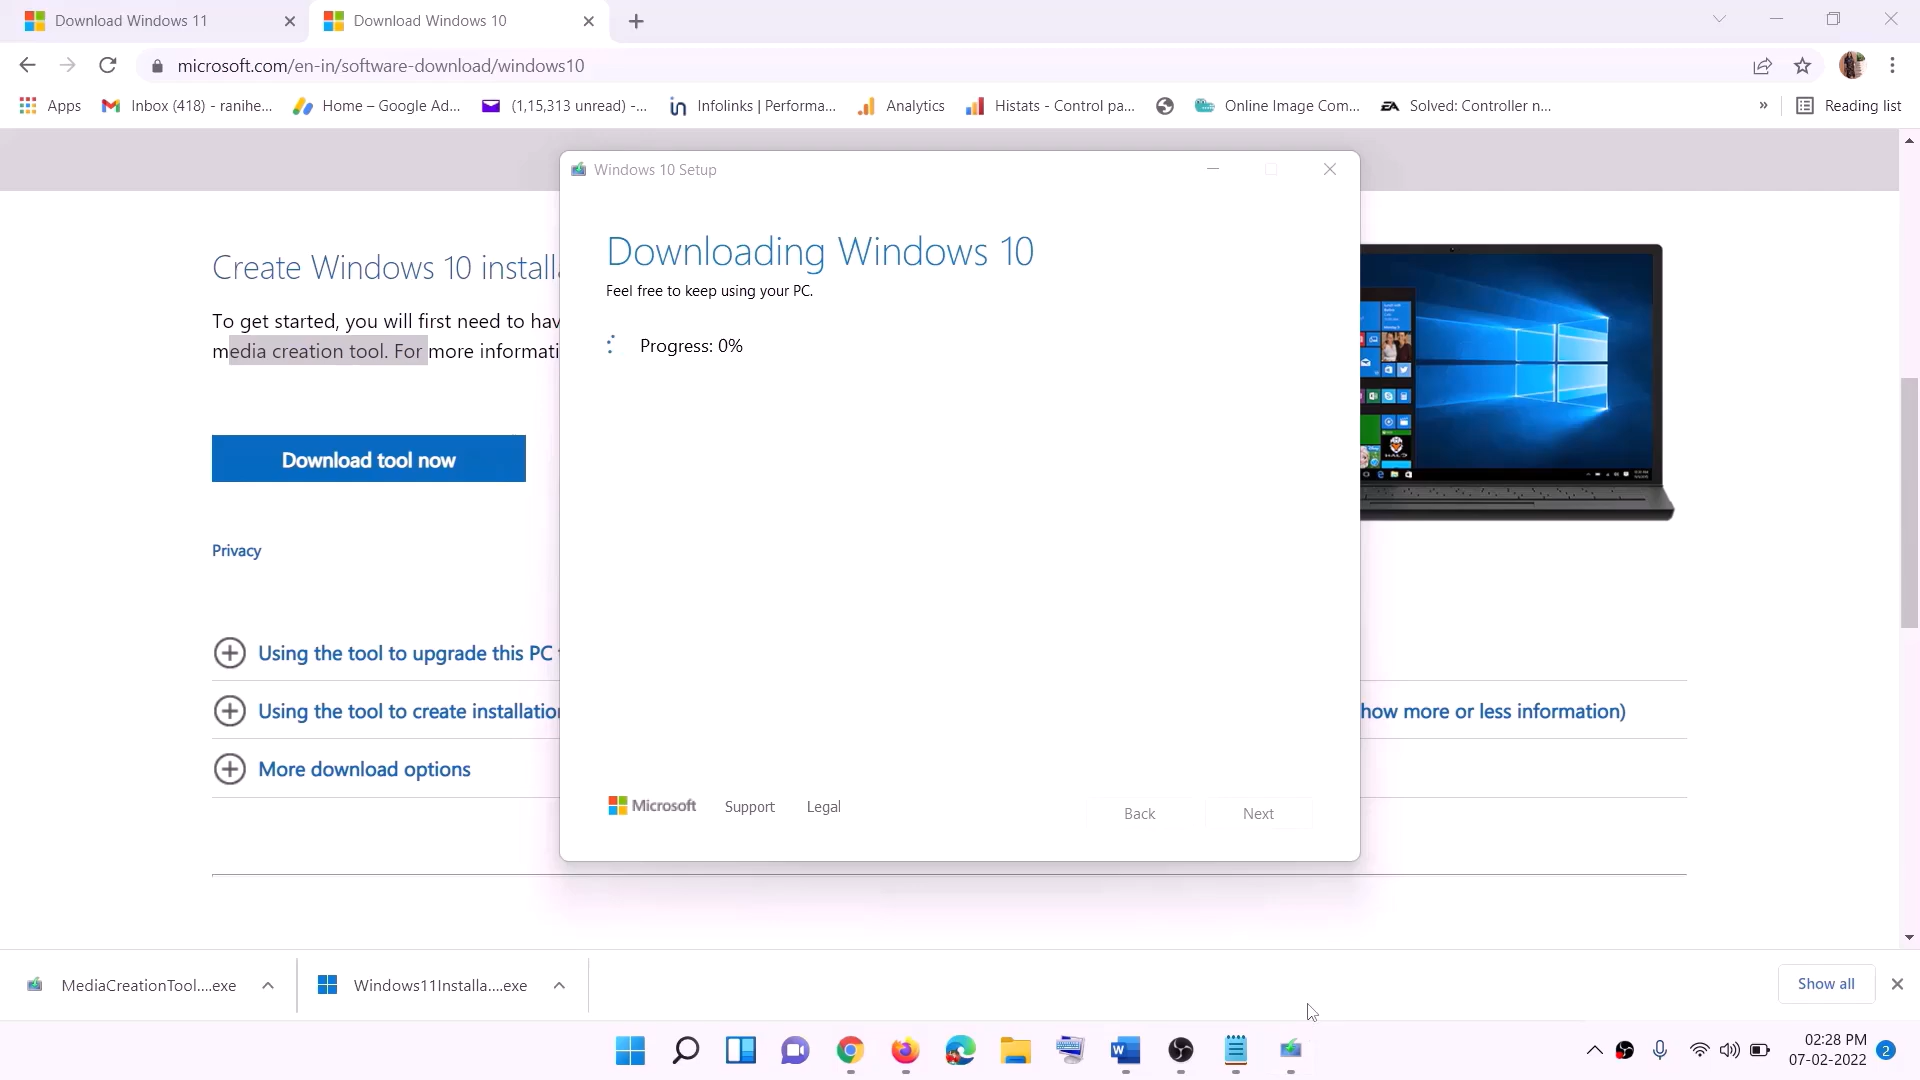 Download Windows 11
Download Windows 10
microsoft.com/en-in/software-download/windows10
Apps
Inbox (418) - ranihe...
Home – Google Ad...
(1,15,313 unread) -...
Infolinks | Performa...
Analytics
Histats - Control pa...
Online Image Com...
Solved: Controller n...
»
Reading list
Windows 10 Setup
Downloading Windows 10
Feel free to keep using your PC.
Progress: 0%
Create Windows 10 install
To get started, you will first need to hav
media creation tool. For more informati
Download tool now
Privacy
Using the tool to upgrade this PC
Using the tool to create installation
how more or less information)
More download options
Microsoft
Support
Legal
Back
Next
MediaCreationTool....exe
Windows11Installa....exe
Show all
02:28 PM
07-02-2022
2